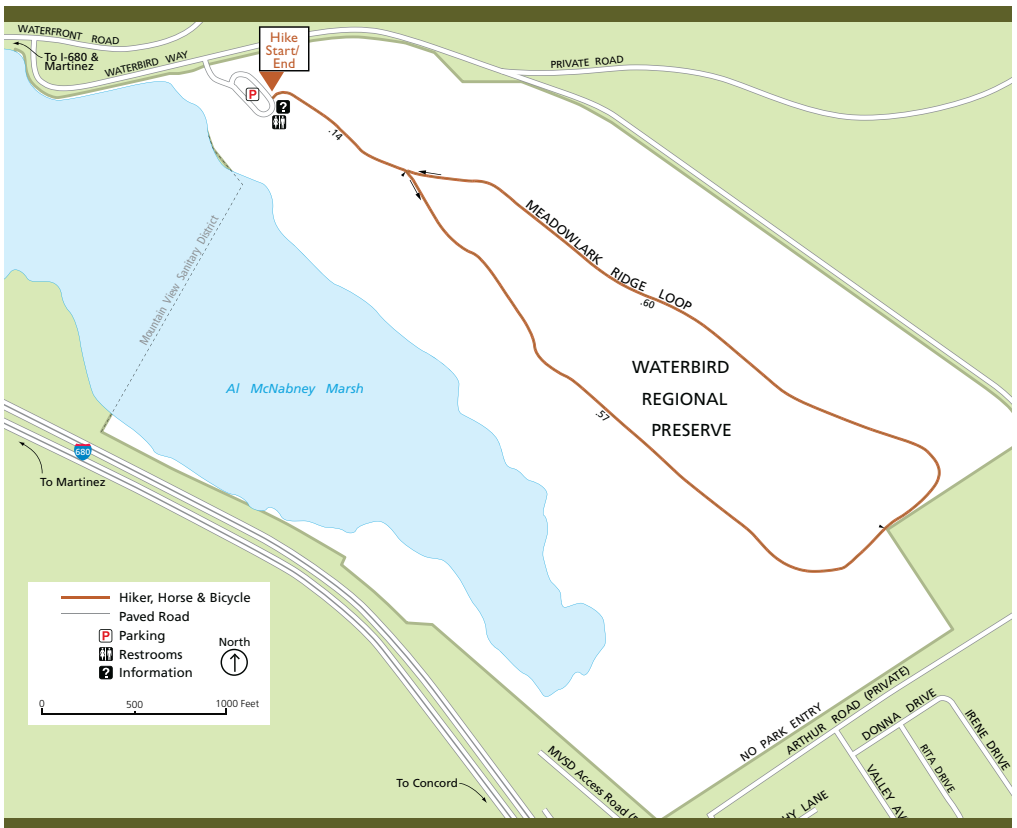 WATERFRONT ROAD
To I-680 &
Martinez
WATERBIRD WAY
Hike
Start/
End
PRIVATE ROAD
P
?
.14
MEADOWLARK RIDGE LOOP
.60
Mountain View Sanitary District
WATERBIRD
REGIONAL
PRESERVE
Al McNabney Marsh
.57
680
To Martinez
Hiker, Horse & Bicycle
Paved Road
P Parking
Restrooms
? Information
North
0 500 1000 Feet
NO PARK ENTRY
ARTHUR ROAD (PRIVATE)
DONNA DRIVE
IRENE DRIVE
RITA DRIVE
VALLEY AV
HY LANE
MVSD Access Road (
To Concord